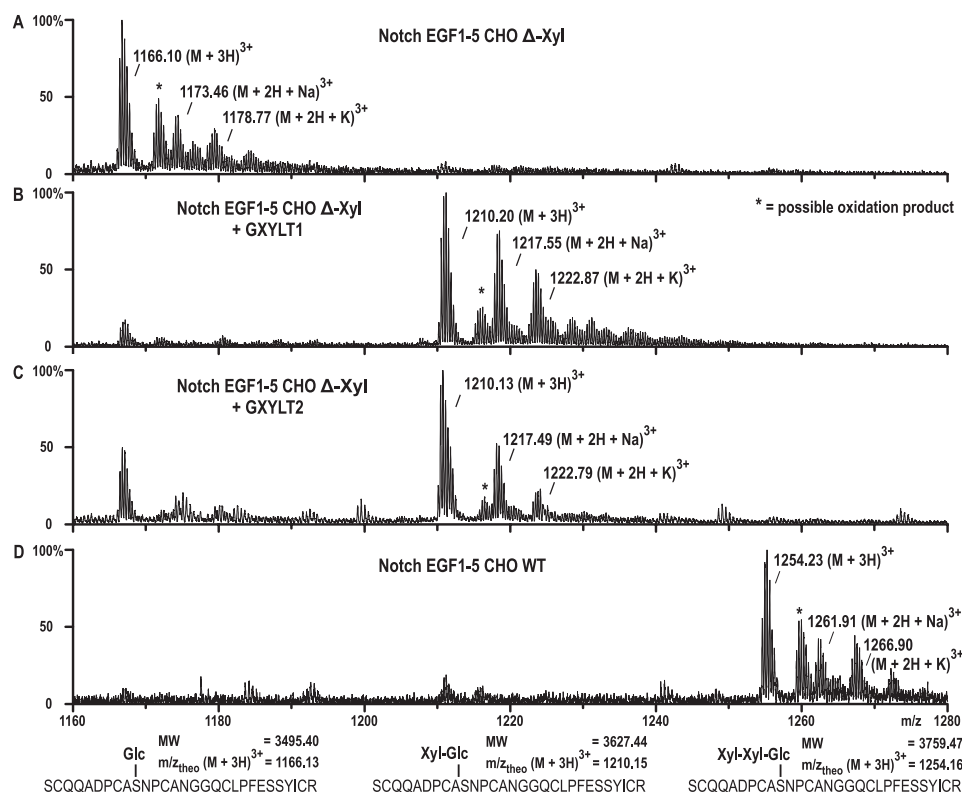 A
100%
50
0
Notch EGF1-5 CHO Δ-Xyl
1166.10 (M + 3H)3+
*
1173.46 (M + 2H + Na)3+
1178.77 (M + 2H + K)3+
B
100%
50
0
Notch EGF1-5 CHO Δ-Xyl
+ GXYLT1
* = possible oxidation product
1210.20 (M + 3H)3+
1217.55 (M + 2H + Na)3+
*
1222.87 (M + 2H + K)3+
C
100%
50
0
Notch EGF1-5 CHO Δ-Xyl
+ GXYLT2
1210.13 (M + 3H)3+
1217.49 (M + 2H + Na)3+
*
1222.79 (M + 2H + K)3+
D
100%
50
0
Notch EGF1-5 CHO WT
1254.23 (M + 3H)3+
*
1261.91 (M + 2H + Na)3+
1266.90
(M + 2H + K)3+
1160 1180 1200 1220 1240 1260 m/z 1280
Glc MW = 3495.40
m/ztheo (M + 3H)3+ = 1166.13
SCQQADPCASNPCANGGQCLPFESSYICR
Xyl-Glc MW = 3627.44
m/ztheo (M + 3H)3+ = 1210.15
SCQQADPCASNPCANGGQCLPFESSYICR
Xyl-Xyl-Glc MW = 3759.47
m/ztheo (M + 3H)3+ = 1254.16
SCQQADPCASNPCANGGQCLPFESSYICR